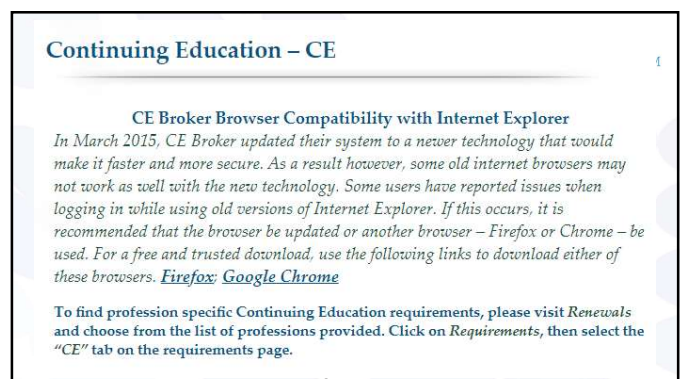 Continuing Education – CE
CE Broker Browser Compatibility with Internet Explorer
In March 2015, CE Broker updated their system to a newer technology that would
make it faster and more secure. As a result however, some old internet browsers may
not work as well with the new technology. Some users have reported issues when
logging in while using old versions of Internet Explorer. If this occurs, it is
recommended that the browser be updated or another browser – Firefox or Chrome – be
used. For a free and trusted download, use the following links to download either of
these browsers. Firefox; Google Chrome
To find profession specific Continuing Education requirements, please visit Renewals
and choose from the list of professions provided. Click on Requirements, then select the
“CE” tab on the requirements page.